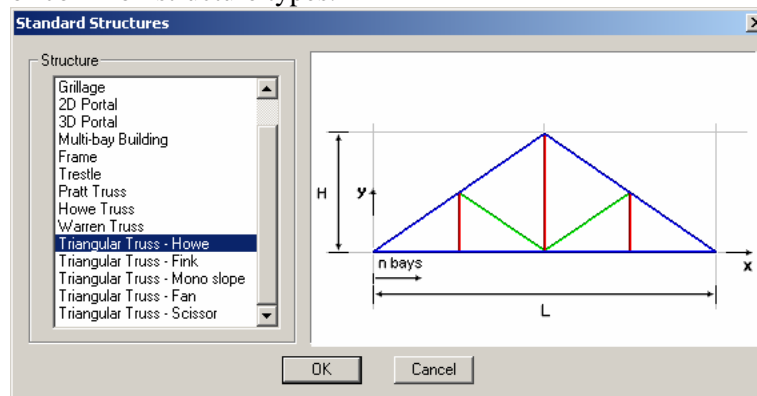 Standard Structures
Structure
Grillage
2D Portal
3D Portal
Multi-bay Building
Frame
Trestle
Pratt Truss
Howe Truss
Warren Truss
Triangular Truss - Howe
Triangular Truss - Fink
Triangular Truss - Mono slope
Triangular Truss - Fan
Triangular Truss - Scissor
H
y
n bays
x
L
OK
Cancel